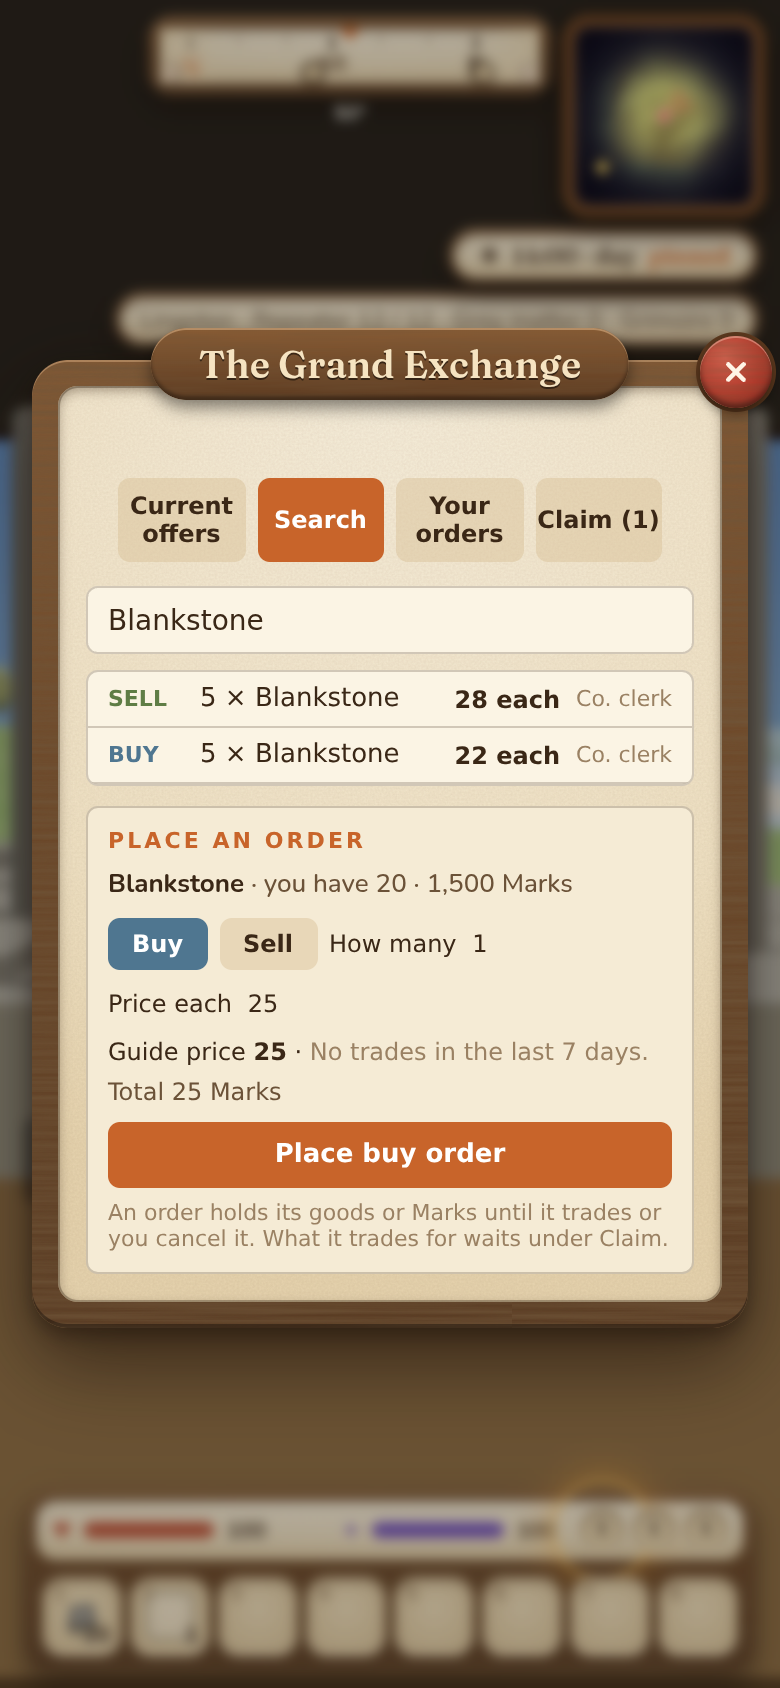 The Grand Exchange
Current offers
Search
Your orders
Claim (1)
Blankstone
SELL 5 × Blankstone 28 each Co. clerk
BUY 5 × Blankstone 22 each Co. clerk
PLACE AN ORDER
Blankstone · you have 20 · 1,500 Marks
Buy Sell How many 1
Price each 25
Guide price 25 · No trades in the last 7 days.
Total 25 Marks
Place buy order
An order holds its goods or Marks until it trades or
you cancel it. What it trades for waits under Claim.